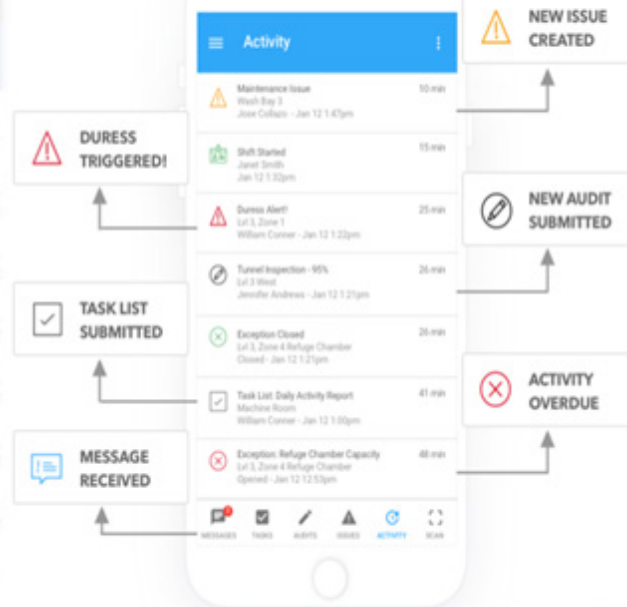 Activity
Maintenance Issue
10 min
Wash Bay 3
Jose Collazo - Jan 12 1:47pm
Shift Started
15 min
Janet Smith
Jan 12 1:32pm
Duress Alert!
25 min
Lvl 3, Zone 1
William Conner - Jan 12 1:22pm
Tunnel Inspection - 95%
26 min
Lvl 3 West
Jennifer Andrews - Jan 12 1:21pm
Exception Closed
26 min
Lvl 3, Zone 4 Refuge Chamber
Closed - Jan 12 1:21pm
Task List: Daily Activity Report
41 min
Machine Room
William Conner - Jan 12 1:00pm
Exception: Refuge Chamber Capacity
48 min
Lvl 3, Zone 4 Refuge Chamber
Opened - Jan 12 12:53pm
MESSAGES
TASKS
AUDITS
ISSUES
ACTIVITY
SCAN
DURESS
TRIGGERED!
TASK LIST
SUBMITTED
MESSAGE
RECEIVED
NEW ISSUE
CREATED
NEW AUDIT
SUBMITTED
ACTIVITY
OVERDUE